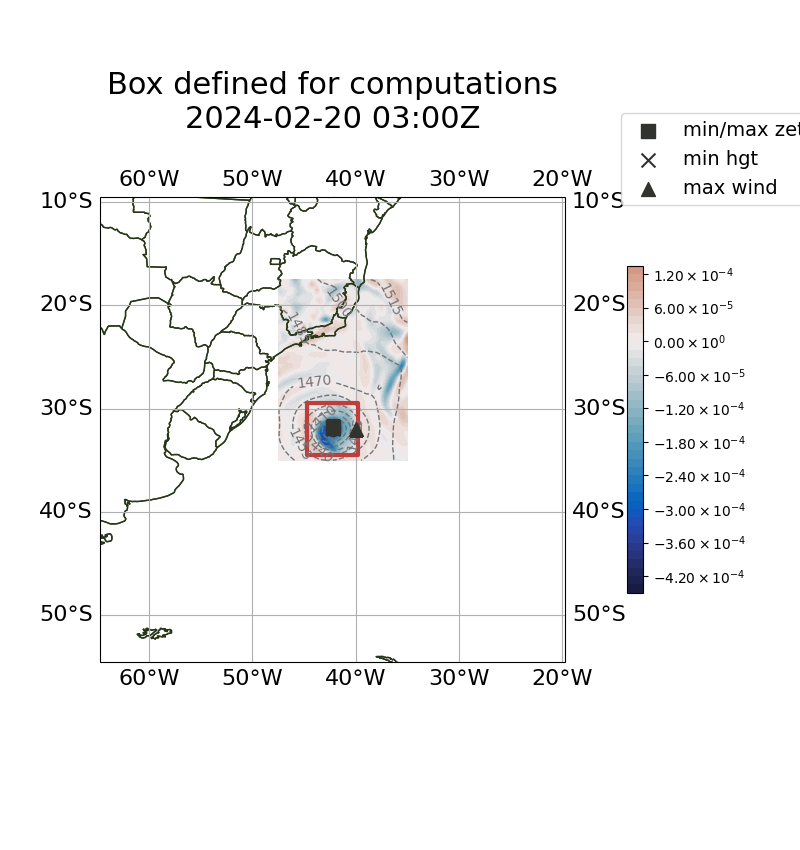 Box defined for computations
2024-02-20 03:00Z
min/max zet
min hgt
max wind
60°W 50°W 40°W 30°W 20°W
10°S 10°S
20°S 20°S
30°S 30°S
40°S 40°S
50°S 50°S
60°W 50°W 40°W 30°W 20°W
1500
1515
1470
1.20 × 10⁻⁴
6.00 × 10⁻⁵
0.00 × 10⁰
−6.00 × 10⁻⁵
−1.20 × 10⁻⁴
−1.80 × 10⁻⁴
−2.40 × 10⁻⁴
−3.00 × 10⁻⁴
−3.60 × 10⁻⁴
−4.20 × 10⁻⁴